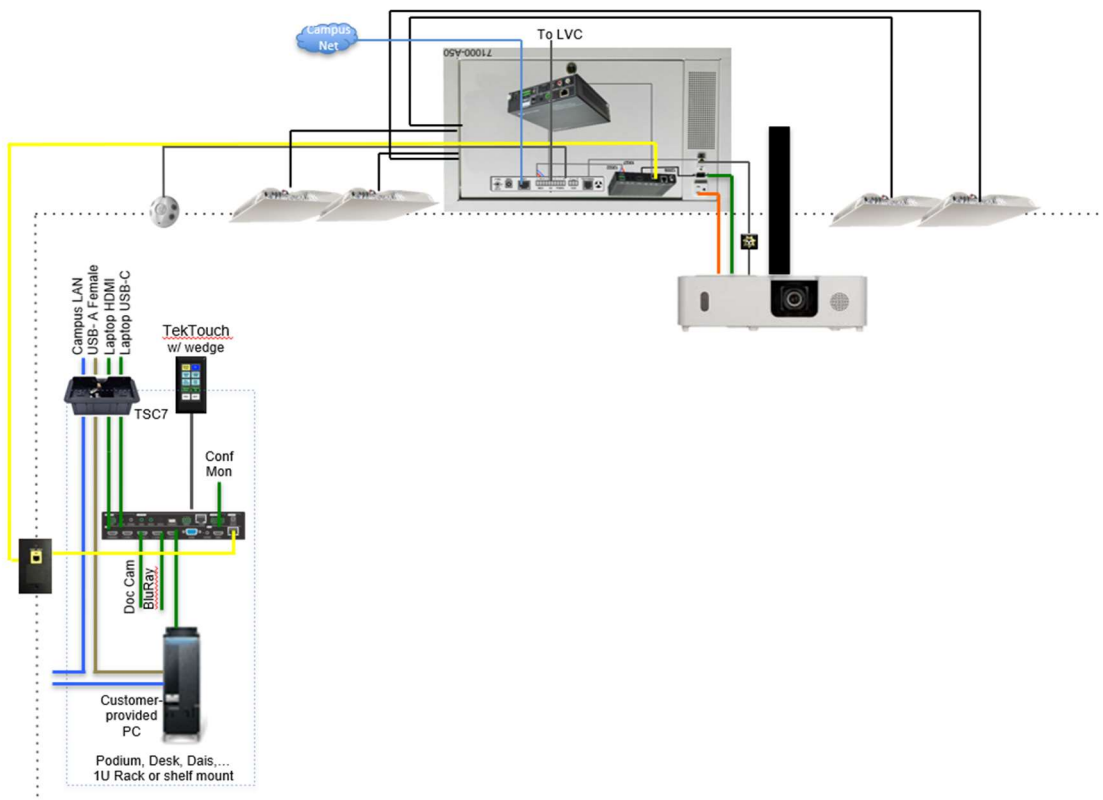 Campus
Net
To LVC
71000-A50
Campus LAN
USB- A Female
Laptop HDMI
Laptop USB-C
TekTouch
w/ wedge
TSC7
Conf
Mon
Doc Cam
BluRay
Customer-
provided
PC
Podium, Desk, Dais,...
1U Rack or shelf mount